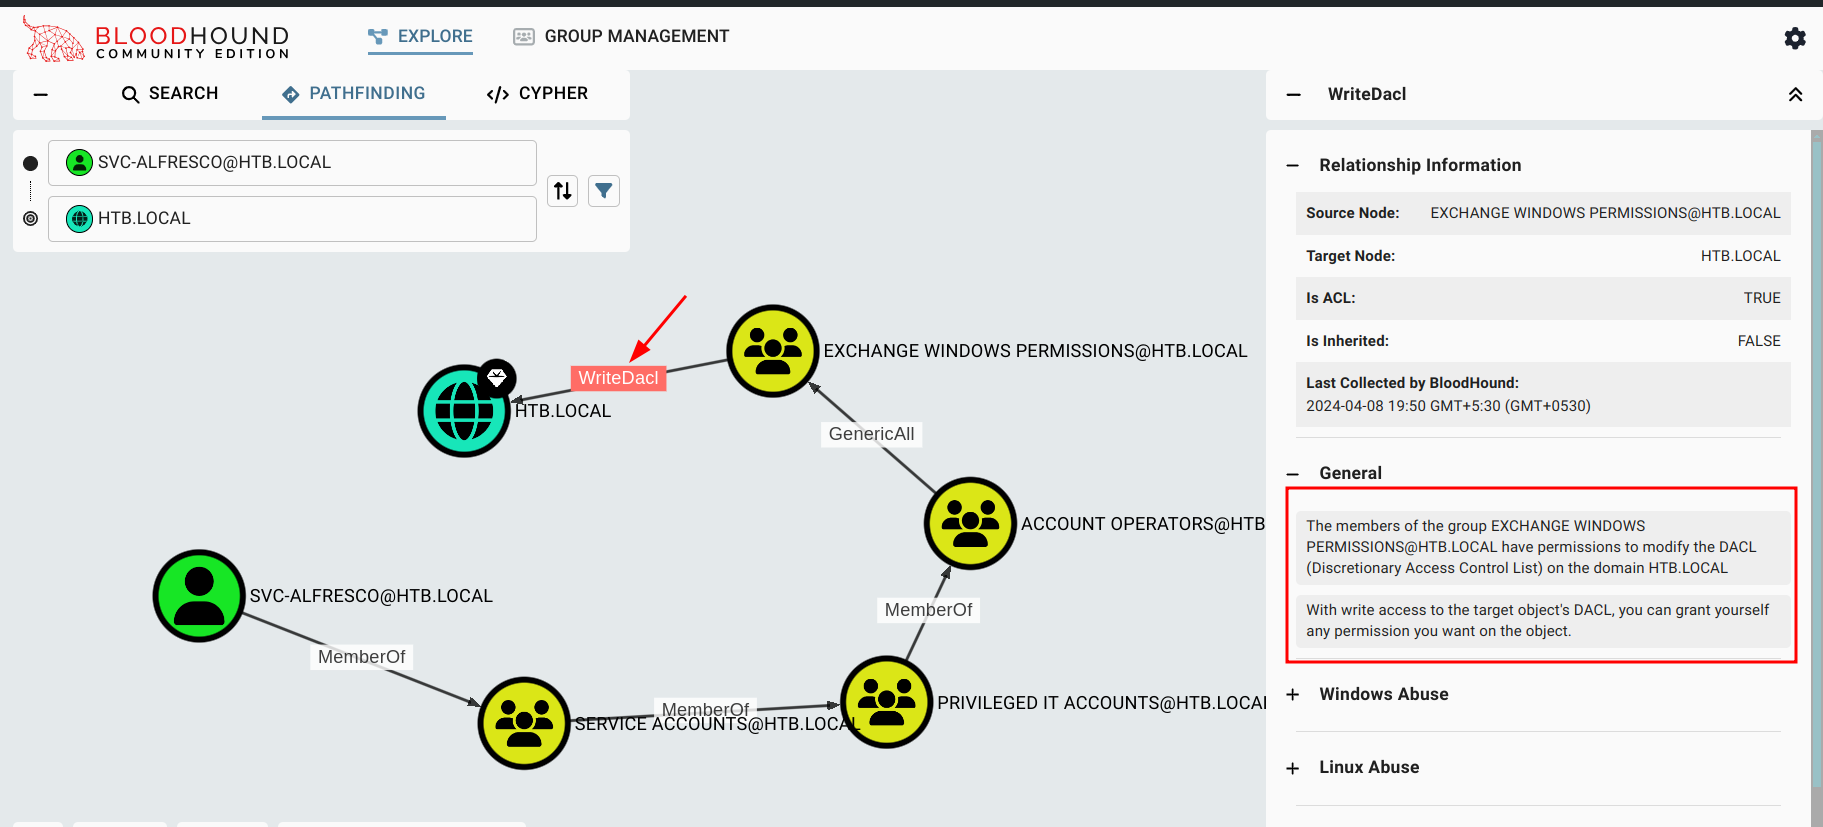 BLOODHOUND
COMMUNITY EDITION
EXPLORE
GROUP MANAGEMENT
SEARCH
PATHFINDING
CYPHER
SVC-ALFRESCO@HTB.LOCAL
HTB.LOCAL
WriteDacl
EXCHANGE WINDOWS PERMISSIONS@HTB.LOCAL
HTB.LOCAL
GenericAll
ACCOUNT OPERATORS@HTB
SVC-ALFRESCO@HTB.LOCAL
MemberOf
MemberOf
MemberOf
SERVICE ACCOUNTS@HTB.LOCAL
PRIVILEGED IT ACCOUNTS@HTB.LOCAL
WriteDacl
Relationship Information
Source Node: EXCHANGE WINDOWS PERMISSIONS@HTB.LOCAL
Target Node: HTB.LOCAL
Is ACL: TRUE
Is Inherited: FALSE
Last Collected by BloodHound:
2024-04-08 19:50 GMT+5:30 (GMT+0530)
General
The members of the group EXCHANGE WINDOWS
PERMISSIONS@HTB.LOCAL have permissions to modify the DACL
(Discretionary Access Control List) on the domain HTB.LOCAL
With write access to the target object's DACL, you can grant yourself
any permission you want on the object.
Windows Abuse
Linux Abuse